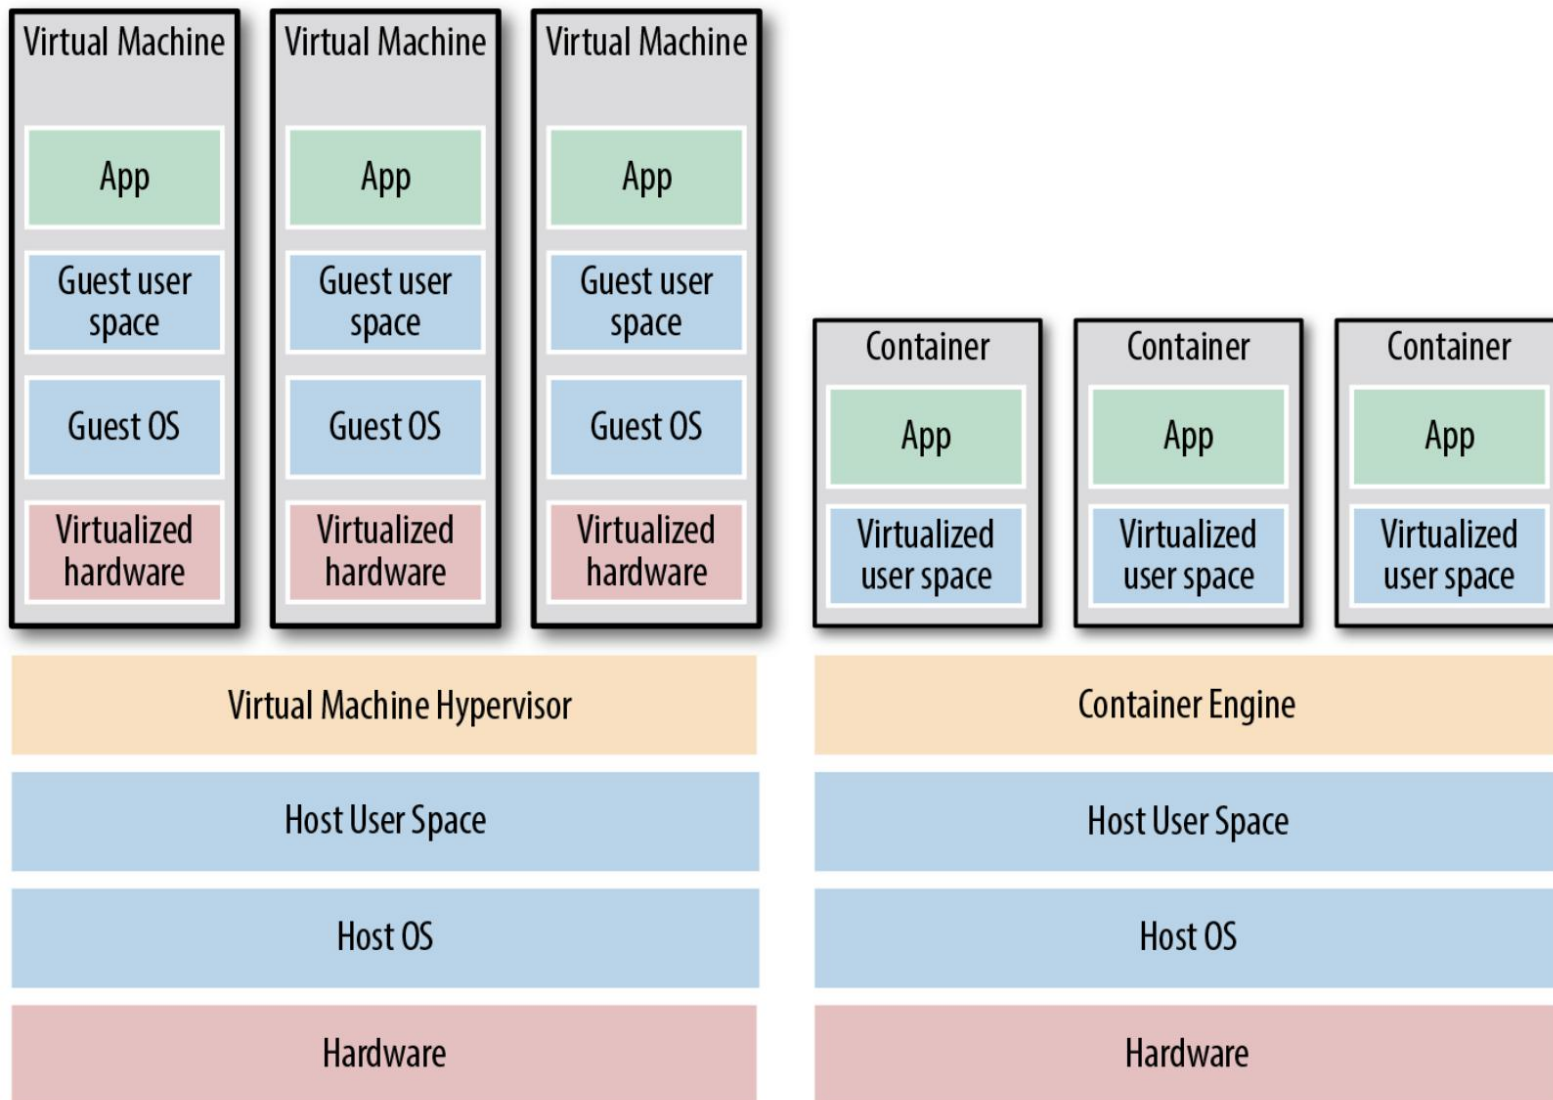 Virtual Machine
App
Guest user
space
Guest OS
Virtualized
hardware
Virtual Machine
App
Guest user
space
Guest OS
Virtualized
hardware
Virtual Machine
App
Guest user
space
Guest OS
Virtualized
hardware
Virtual Machine Hypervisor
Host User Space
Host OS
Hardware
Container
App
Virtualized
user space
Container
App
Virtualized
user space
Container
App
Virtualized
user space
Container Engine
Host User Space
Host OS
Hardware